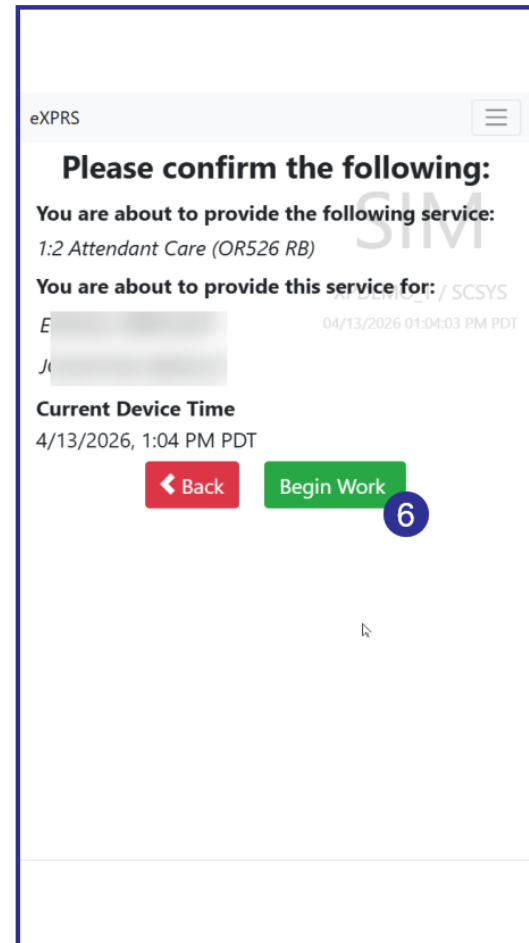 eXPRS
Please confirm the following:
You are about to provide the following service:
SIM
1:2 Attendant Care (OR526 RB)
You are about to provide this service for:
/ SCSYS
E
04/13/2026 01:04:03 PM PDT
Current Device Time
4/13/2026, 1:04 PM PDT
Back
Begin Work
6